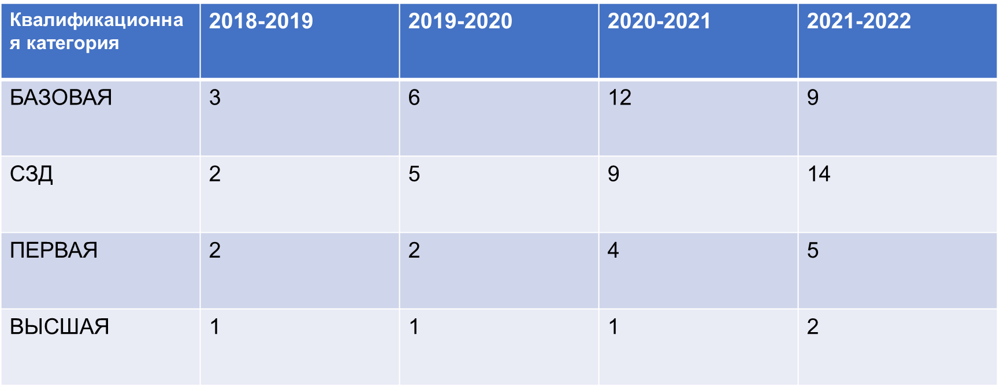 Квалификационна
я категория 2018-2019 2019-2020 2020-2021 2021-2022
БАЗОВАЯ 3 6 12 9
СЗД 2 5 9 14
ПЕРВАЯ 2 2 4 5
ВЫСШАЯ 1 1 1 2